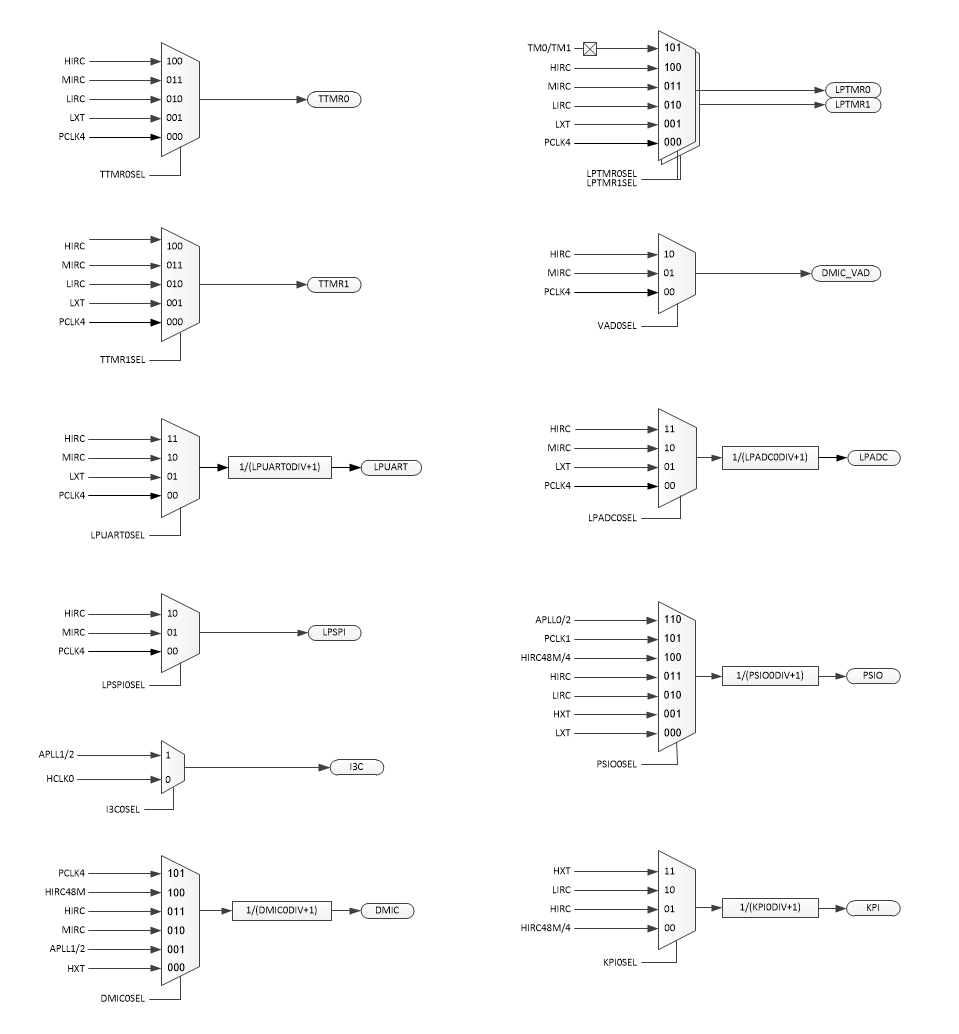 HIRC 100
MIRC 011
LIRC 010
LXT 001
PCLK4 000
TTMR0
TTMR0SEL
TM0/TM1 101
HIRC 100
MIRC 011
LIRC 010
LXT 001
PCLK4 000
LPTMR0
LPTMR1
LPTMR0SEL
LPTMR1SEL
HIRC 100
MIRC 011
LIRC 010
LXT 001
PCLK4 000
TTMR1
TTMR1SEL
HIRC 10
MIRC 01
PCLK4 00
DMIC_VAD
VAD0SEL
HIRC 11
MIRC 10
LXT 01
PCLK4 00
1/(LPUART0DIV+1)
LPUART
LPUART0SEL
HIRC 11
MIRC 10
LXT 01
PCLK4 00
1/(LPADC0DIV+1)
LPADC
LPADC0SEL
HIRC 10
MIRC 01
PCLK4 00
LPSPI
LPSPI0SEL
APLL0/2 110
PCLK1 101
HIRC48M/4 100
HIRC 011
LIRC 010
HXT 001
LXT 000
1/(PSIO0DIV+1)
PSIO
PSIO0SEL
APLL1/2 1
HCLK0 0
I3C
I3C0SEL
PCLK4 101
HIRC48M 100
HIRC 011
MIRC 010
APLL1/2 001
HXT 000
1/(DMIC0DIV+1)
DMIC
DMIC0SEL
HXT 11
LIRC 10
HIRC 01
HIRC48M/4 00
1/(KPI0DIV+1)
KPI
KPI0SEL